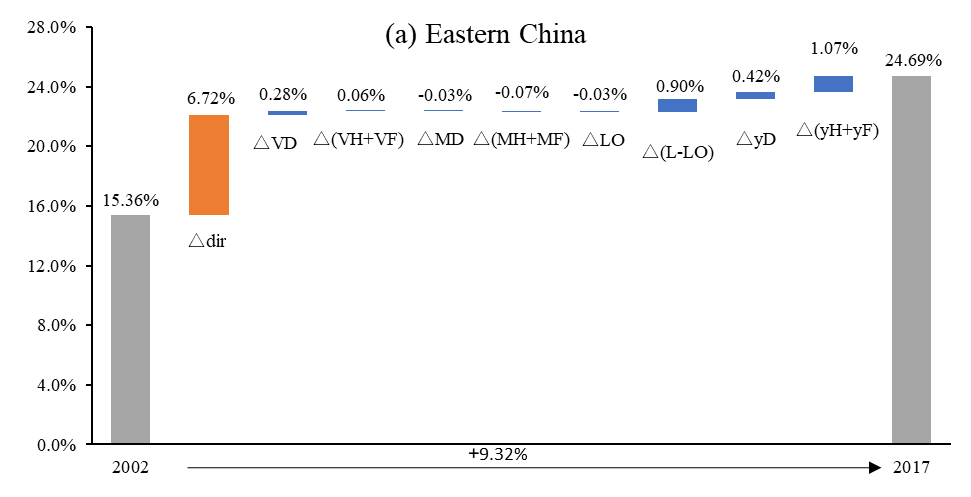 (a) Eastern China
28.0%
24.0%
20.0%
16.0%
12.0%
8.0%
4.0%
0.0%
15.36%
6.72%
0.28%
0.06%
-0.03%
-0.07%
-0.03%
0.90%
0.42%
1.07%
24.69%
△dir
△VD
△(VH+VF)
△MD
△(MH+MF)
△LO
△(L-LO)
△yD
△(yH+yF)
2002
+9.32%
2017